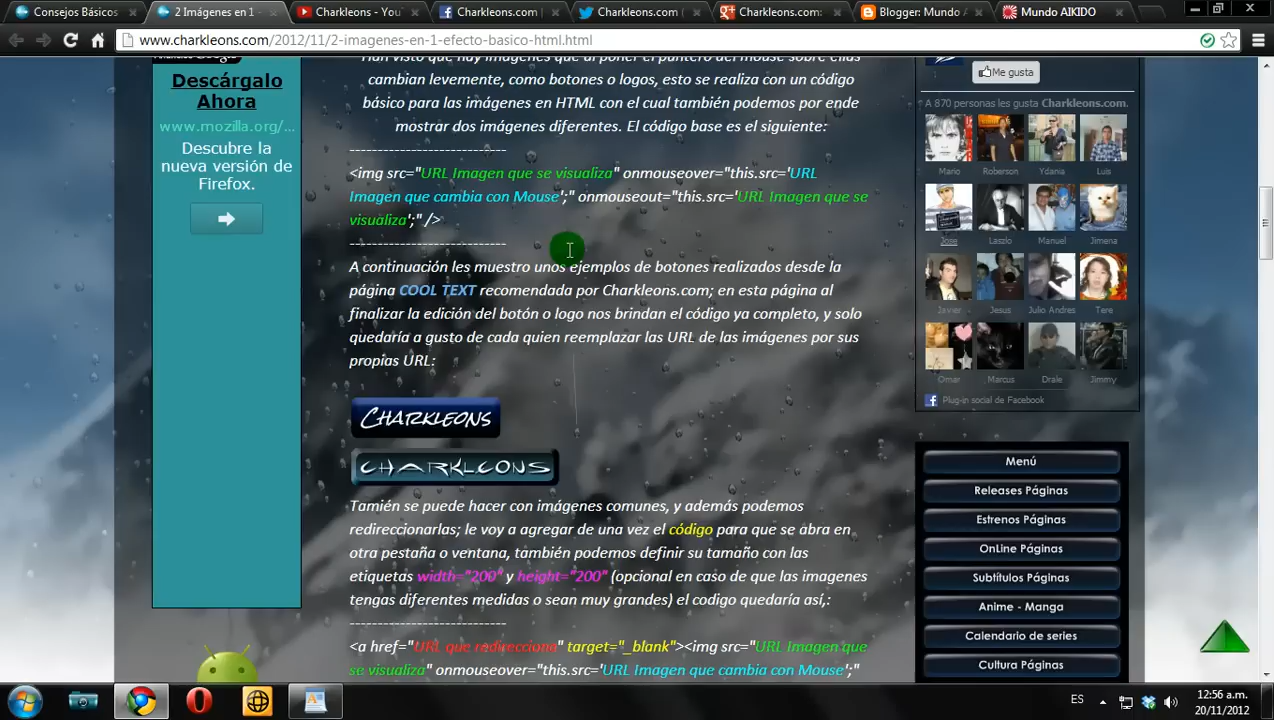 Consejos Básicos
2 Imágenes en 1 -
Charkleons - You
Charkleons.com |
Charkleons.com (
Charkleons.com:
Blogger: Mundo A
Mundo AIKIDO
www.charkleons.com/2012/11/2-imagenes-en-1-efecto-basico-html.html
Descárgalo
Ahora
www.mozilla.org/...
Descubre la
nueva versión de
Firefox.
Han visto que hay imágenes que al poner el puntero del mouse sobre ellas
cambian levemente, como botones o logos, esto se realiza con un código
básico para las imágenes en HTML con el cual también podemos por ende
mostrar dos imágenes diferentes. El código base es el siguiente:
---------------------------
<img src="URL Imagen que se visualiza" onmouseover="this.src='URL
Imagen que cambia con Mouse';" onmouseout="this.src='URL Imagen que se
visualiza';" />
---------------------------
A continuación les muestro unos ejemplos de botones realizados desde la
página COOL TEXT recomendada por Charkleons.com; en esta página al
finalizar la edición del botón o logo nos brindan el código ya completo, y solo
quedaría a gusto de cada quien reemplazar las URL de las imágenes por sus
propias URL:
Charkleons
Charkleons
Tamién se puede hacer con imágenes comunes, y además podemos
redireccionarlas; le voy a agregar de una vez el código para que se abra en
otra pestaña o ventana, también podemos definir su tamaño con las
etiquetas width="200" y height="200" (opcional en caso de que las imagenes
tengas diferentes medidas o sean muy grandes) el codigo quedaría así,:
---------------------------
<a href="URL que redirecciona" target="_blank"><img src="URL Imagen que
se visualiza" onmouseover="this.src='URL Imagen que cambia con Mouse';"
Me gusta
A 870 personas les gusta Charkleons.com.
Mario Roberson Ydania Luis
Jose Laszlo Manuel Jimena
Javier Jesus Julio Andres Tere
Omar Marcus Drale Jimmy
Plug-in social de Facebook
Menú
Releases Páginas
Estrenos Páginas
OnLine Páginas
Subtítulos Páginas
Anime - Manga
Calendario de series
Cultura Páginas
ES
12:56 a.m.
20/11/2012